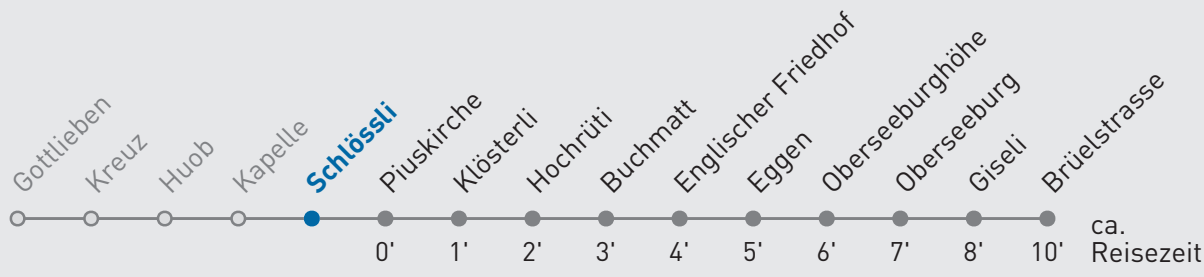 Gottlieben
Kreuz
Huob
Kapelle
Schlössli
Piuskirche
Klösterli
Hochrüti
Buchmatt
Englischer Friedhof
Eggen
Oberseeburghöhe
Oberseeburg
Giseli
Brüelstrasse
0' 1' 2' 3' 4' 5' 6' 7' 8' 10'
ca.
Reisezeit